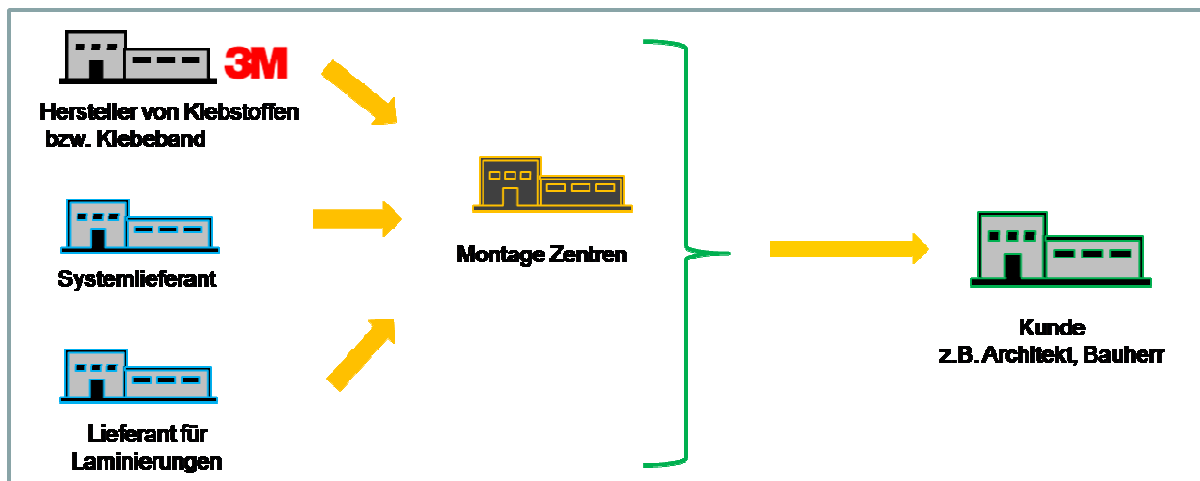 3M
Hersteller von Klebstoffen
bzw. Klebeband
Systemlieferant
Lieferant für
Laminierungen
Montage Zentren
Kunde
z.B. Architekt, Bauherr